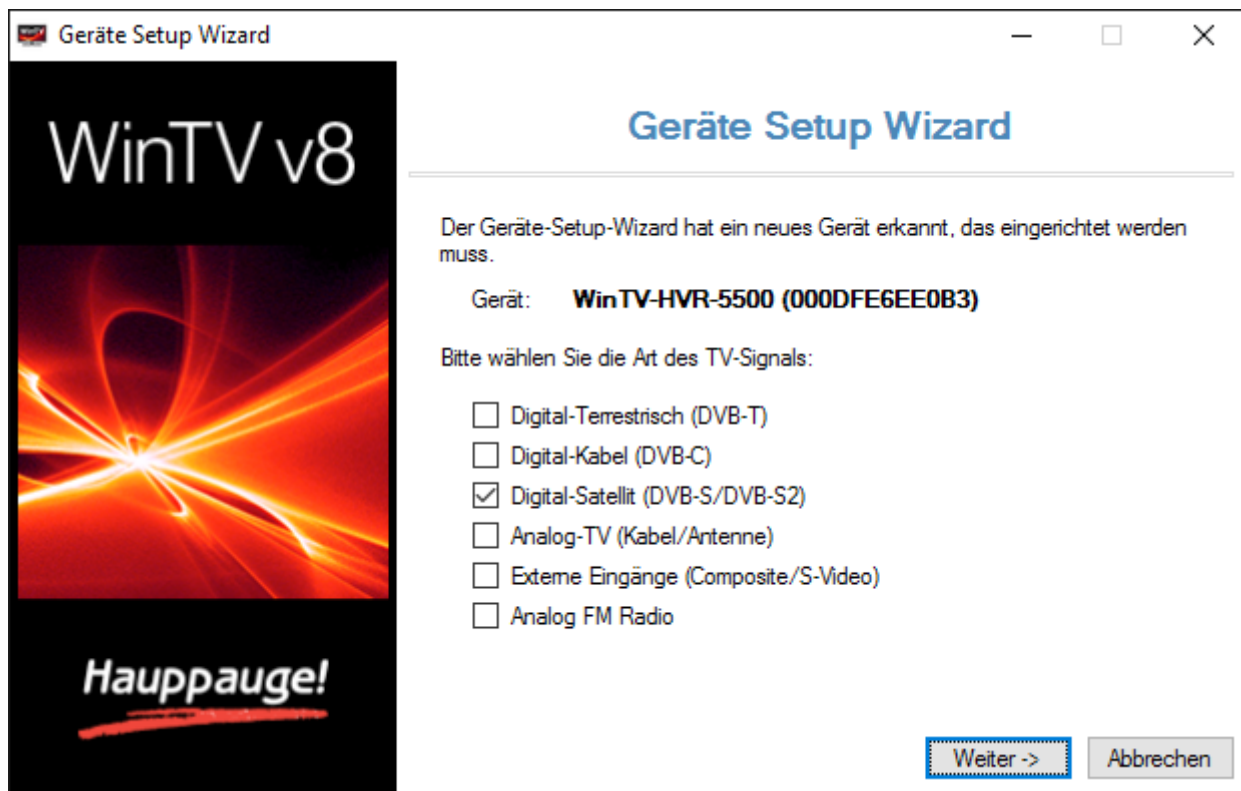 Geräte Setup Wizard
WinTV v8
Geräte Setup Wizard
Der Geräte-Setup-Wizard hat ein neues Gerät erkannt, das eingerichtet werden
muss.
Gerät: WinTV-HVR-5500 (000DFE6EE0B3)
Bitte wählen Sie die Art des TV-Signals:
Digital-Terrestrisch (DVB-T)
Digital-Kabel (DVB-C)
Digital-Satellit (DVB-S/DVB-S2)
Analog-TV (Kabel/Antenne)
Externe Eingänge (Composite/S-Video)
Analog FM Radio
Hauppauge!
Weiter -> Abbrechen